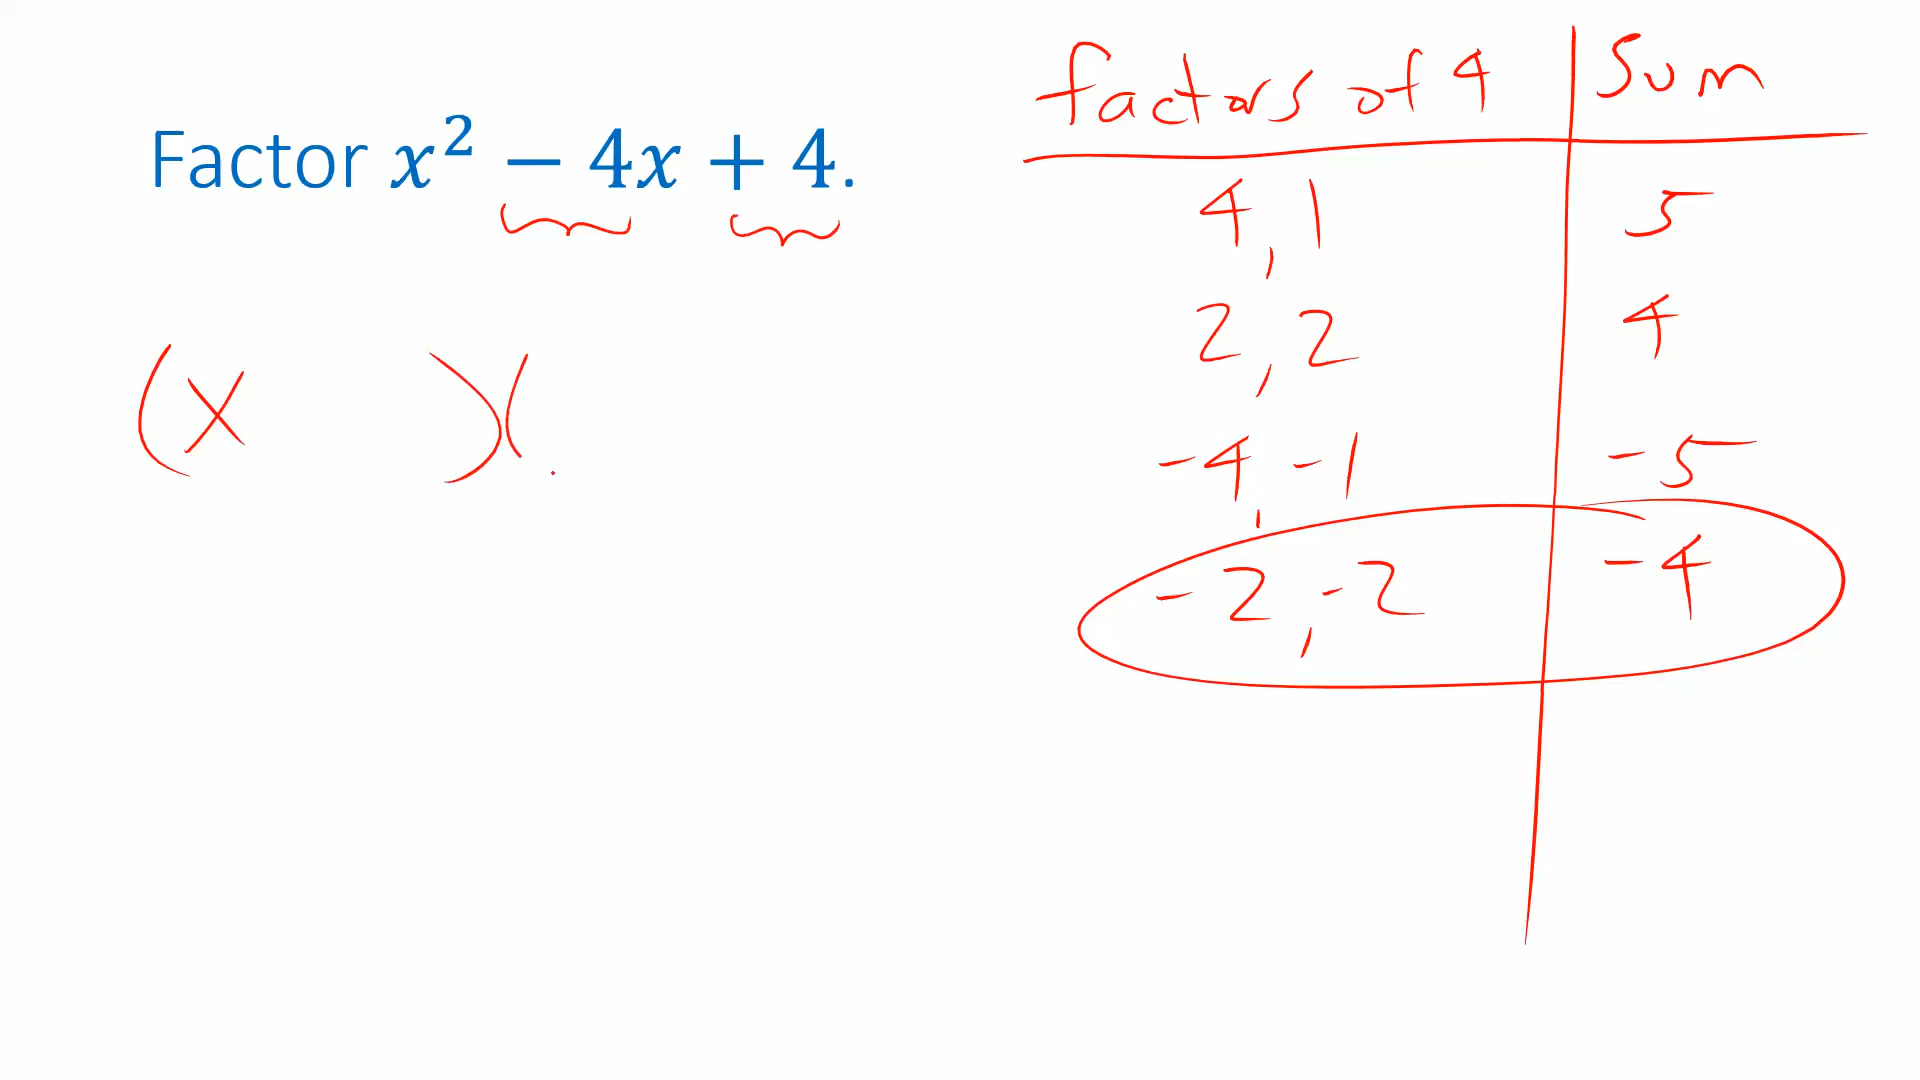 Factor x² − 4x + 4.
(x )(
factors of 4 | Sum
4, 1 | 5
2, 2 | 4
-4, -1 | -5
-2, -2 | -4